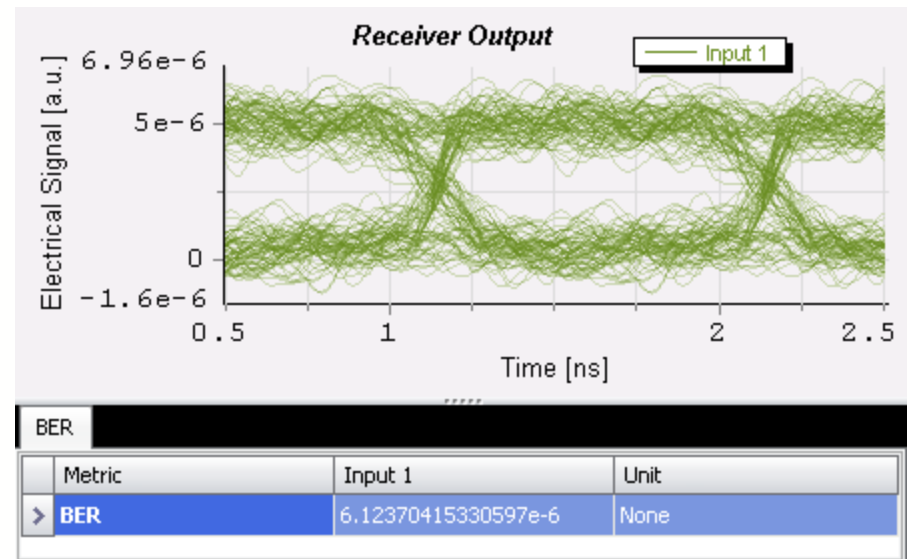 Receiver Output
Input 1
Electrical Signal [a.u.]
6.96e-6
5e-6
0
-1.6e-6
0.5 1 2 2.5
Time [ns]
BER
Metric Input 1 Unit
> BER 6.12370415330597e-6 None